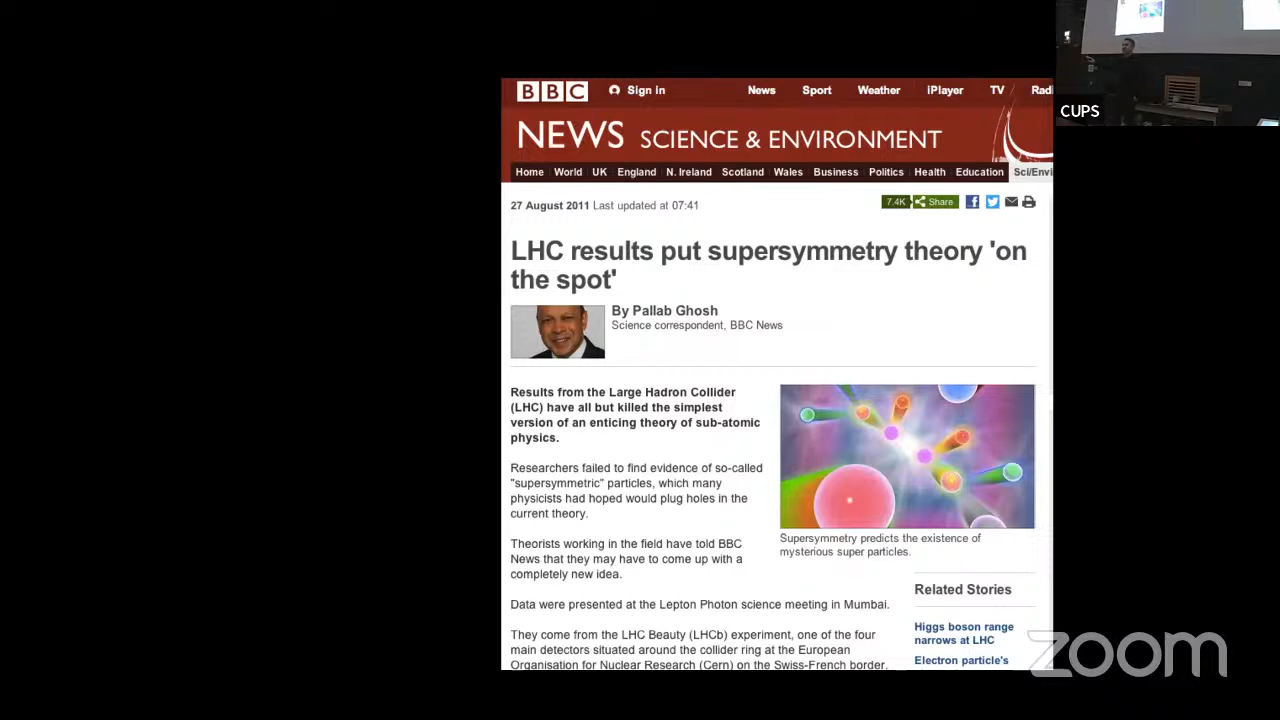 BBC Sign in News Sport Weather iPlayer TV Radi
NEWS SCIENCE & ENVIRONMENT
Home World UK England N. Ireland Scotland Wales Business Politics Health Education Sci/Envi
27 August 2011 Last updated at 07:41
7.4K Share
LHC results put supersymmetry theory 'on
the spot'
By Pallab Ghosh
Science correspondent, BBC News
Results from the Large Hadron Collider
(LHC) have all but killed the simplest
version of an enticing theory of sub-atomic
physics.
Researchers failed to find evidence of so-called
"supersymmetric" particles, which many
physicists had hoped would plug holes in the
current theory.
Theorists working in the field have told BBC
News that they may have to come up with a
completely new idea.
Data were presented at the Lepton Photon science meeting in Mumbai.
They come from the LHC Beauty (LHCb) experiment, one of the four
main detectors situated around the collider ring at the European
Organisation for Nuclear Research (Cern) on the Swiss-French border.
Supersymmetry predicts the existence of
mysterious super particles.
Related Stories
Higgs boson range
narrows at LHC
Electron particle's
CUPS
zoom